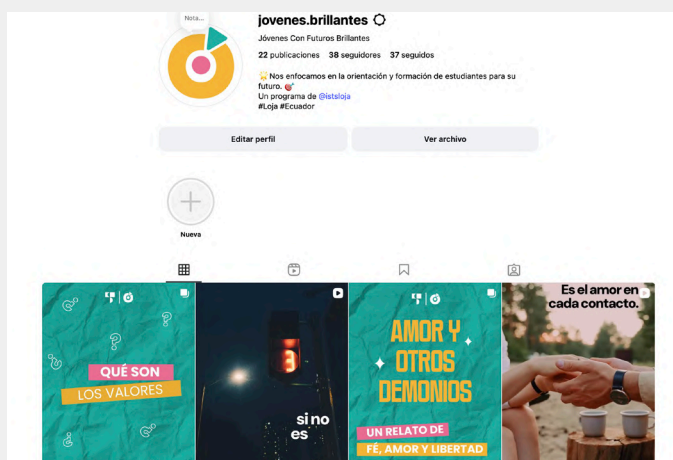 Nota...
jovenes.brillantes
Jóvenes Con Futuros Brillantes
22 publicaciones 38 seguidores 37 seguidos
Nos enfocamos en la orientación y formación de estudiantes para su
futuro.
Un programa de @istsloja
#Loja #Ecuador
Editar perfil
Ver archivo
Nueva
QUÉ SON
LOS VALORES
si no
es
AMOR Y
OTROS
DEMONIOS
UN RELATO DE
FÉ, AMOR Y LIBERTAD
Es el amor en
cada contacto.